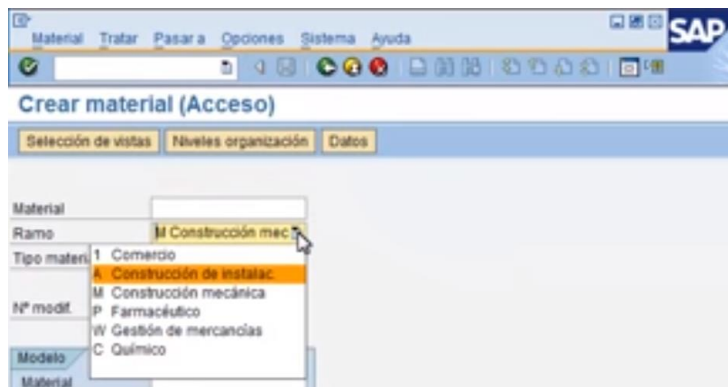 Material Tratar Pasar a Opciones Sistema Ayuda
SAP
Crear material (Acceso)
Selección de vistas Niveles organización Datos
Material
Ramo M Construcción mec
Tipo materi
1 Comercio
A Construcción de instalac.
M Construcción mecánica
Nº modif.
P Farmacéutico
W Gestión de mercancías
C Químico
Modelo
Material